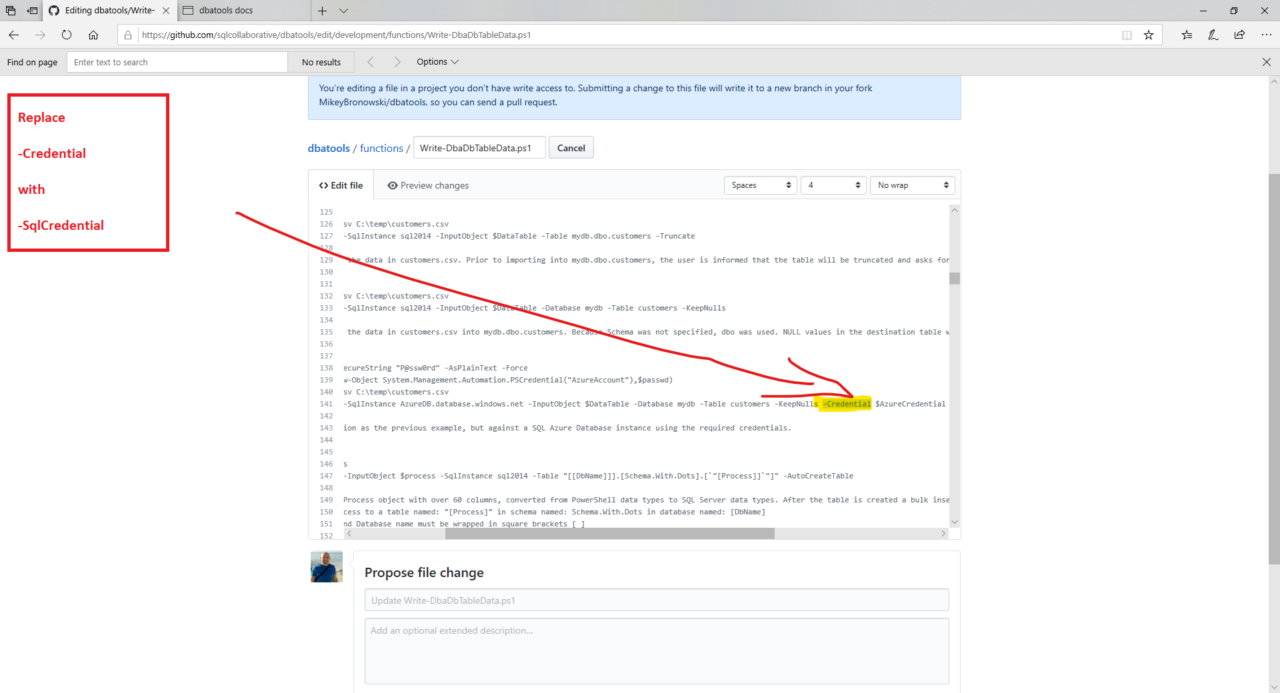 Editing dbatools/Write-
dbatools docs
https://github.com/sqlcollaborative/dbatools/edit/development/functions/Write-DbaDbTableData.ps1
Find on page
Enter text to search
No results
Options
Replace
-Credential
with
-SqlCredential
You're editing a file in a project you don't have write access to. Submitting a change to this file will write it to a new branch in your fork
MikeyBronowski/dbatools, so you can send a pull request.
dbatools / functions / Write-DbaDbTableData.ps1 Cancel
<> Edit file
Preview changes
Spaces
4
No wrap
125
126 sv C:\temp\customers.csv
127 -SqlInstance sql2014 -InputObject $DataTable -Table mydb.dbo.customers -Truncate
128
129 the data in customers.csv. Prior to importing into mydb.dbo.customers, the user is informed that the table will be truncated and asks for
130
131
132 sv C:\temp\customers.csv
133 -SqlInstance sql2014 -InputObject $DataTable -Database mydb -Table customers -KeepNulls
134
135 the data in customers.csv into mydb.dbo.customers. Because Schema was not specified, dbo was used. NULL values in the destination table w
136
137
138 ecureString "P@ssw0rd" -AsPlainText -Force
139 w-Object System.Management.Automation.PSCredential("AzureAccount"),$passwd)
140 sv C:\temp\customers.csv
141 -SqlInstance AzureDB.database.windows.net -InputObject $DataTable -Database mydb -Table customers -KeepNulls -Credential $AzureCredential
142
143 ion as the previous example, but against a SQL Azure Database instance using the required credentials.
144
145
146 s
147 -InputObject $process -SqlInstance sql2014 -Table "[[DbName]]].[Schema.With.Dots].[`"[Process]]`"]" -AutoCreateTable
148
149 Process object with over 60 columns, converted from PowerShell data types to SQL Server data types. After the table is created a bulk inse
150 cess to a table named: "[Process]" in schema named: Schema.With.Dots in database named: [DbName]
151 nd Database name must be wrapped in square brackets [ ]
152
Propose file change
Update Write-DbaDbTableData.ps1
Add an optional extended description...